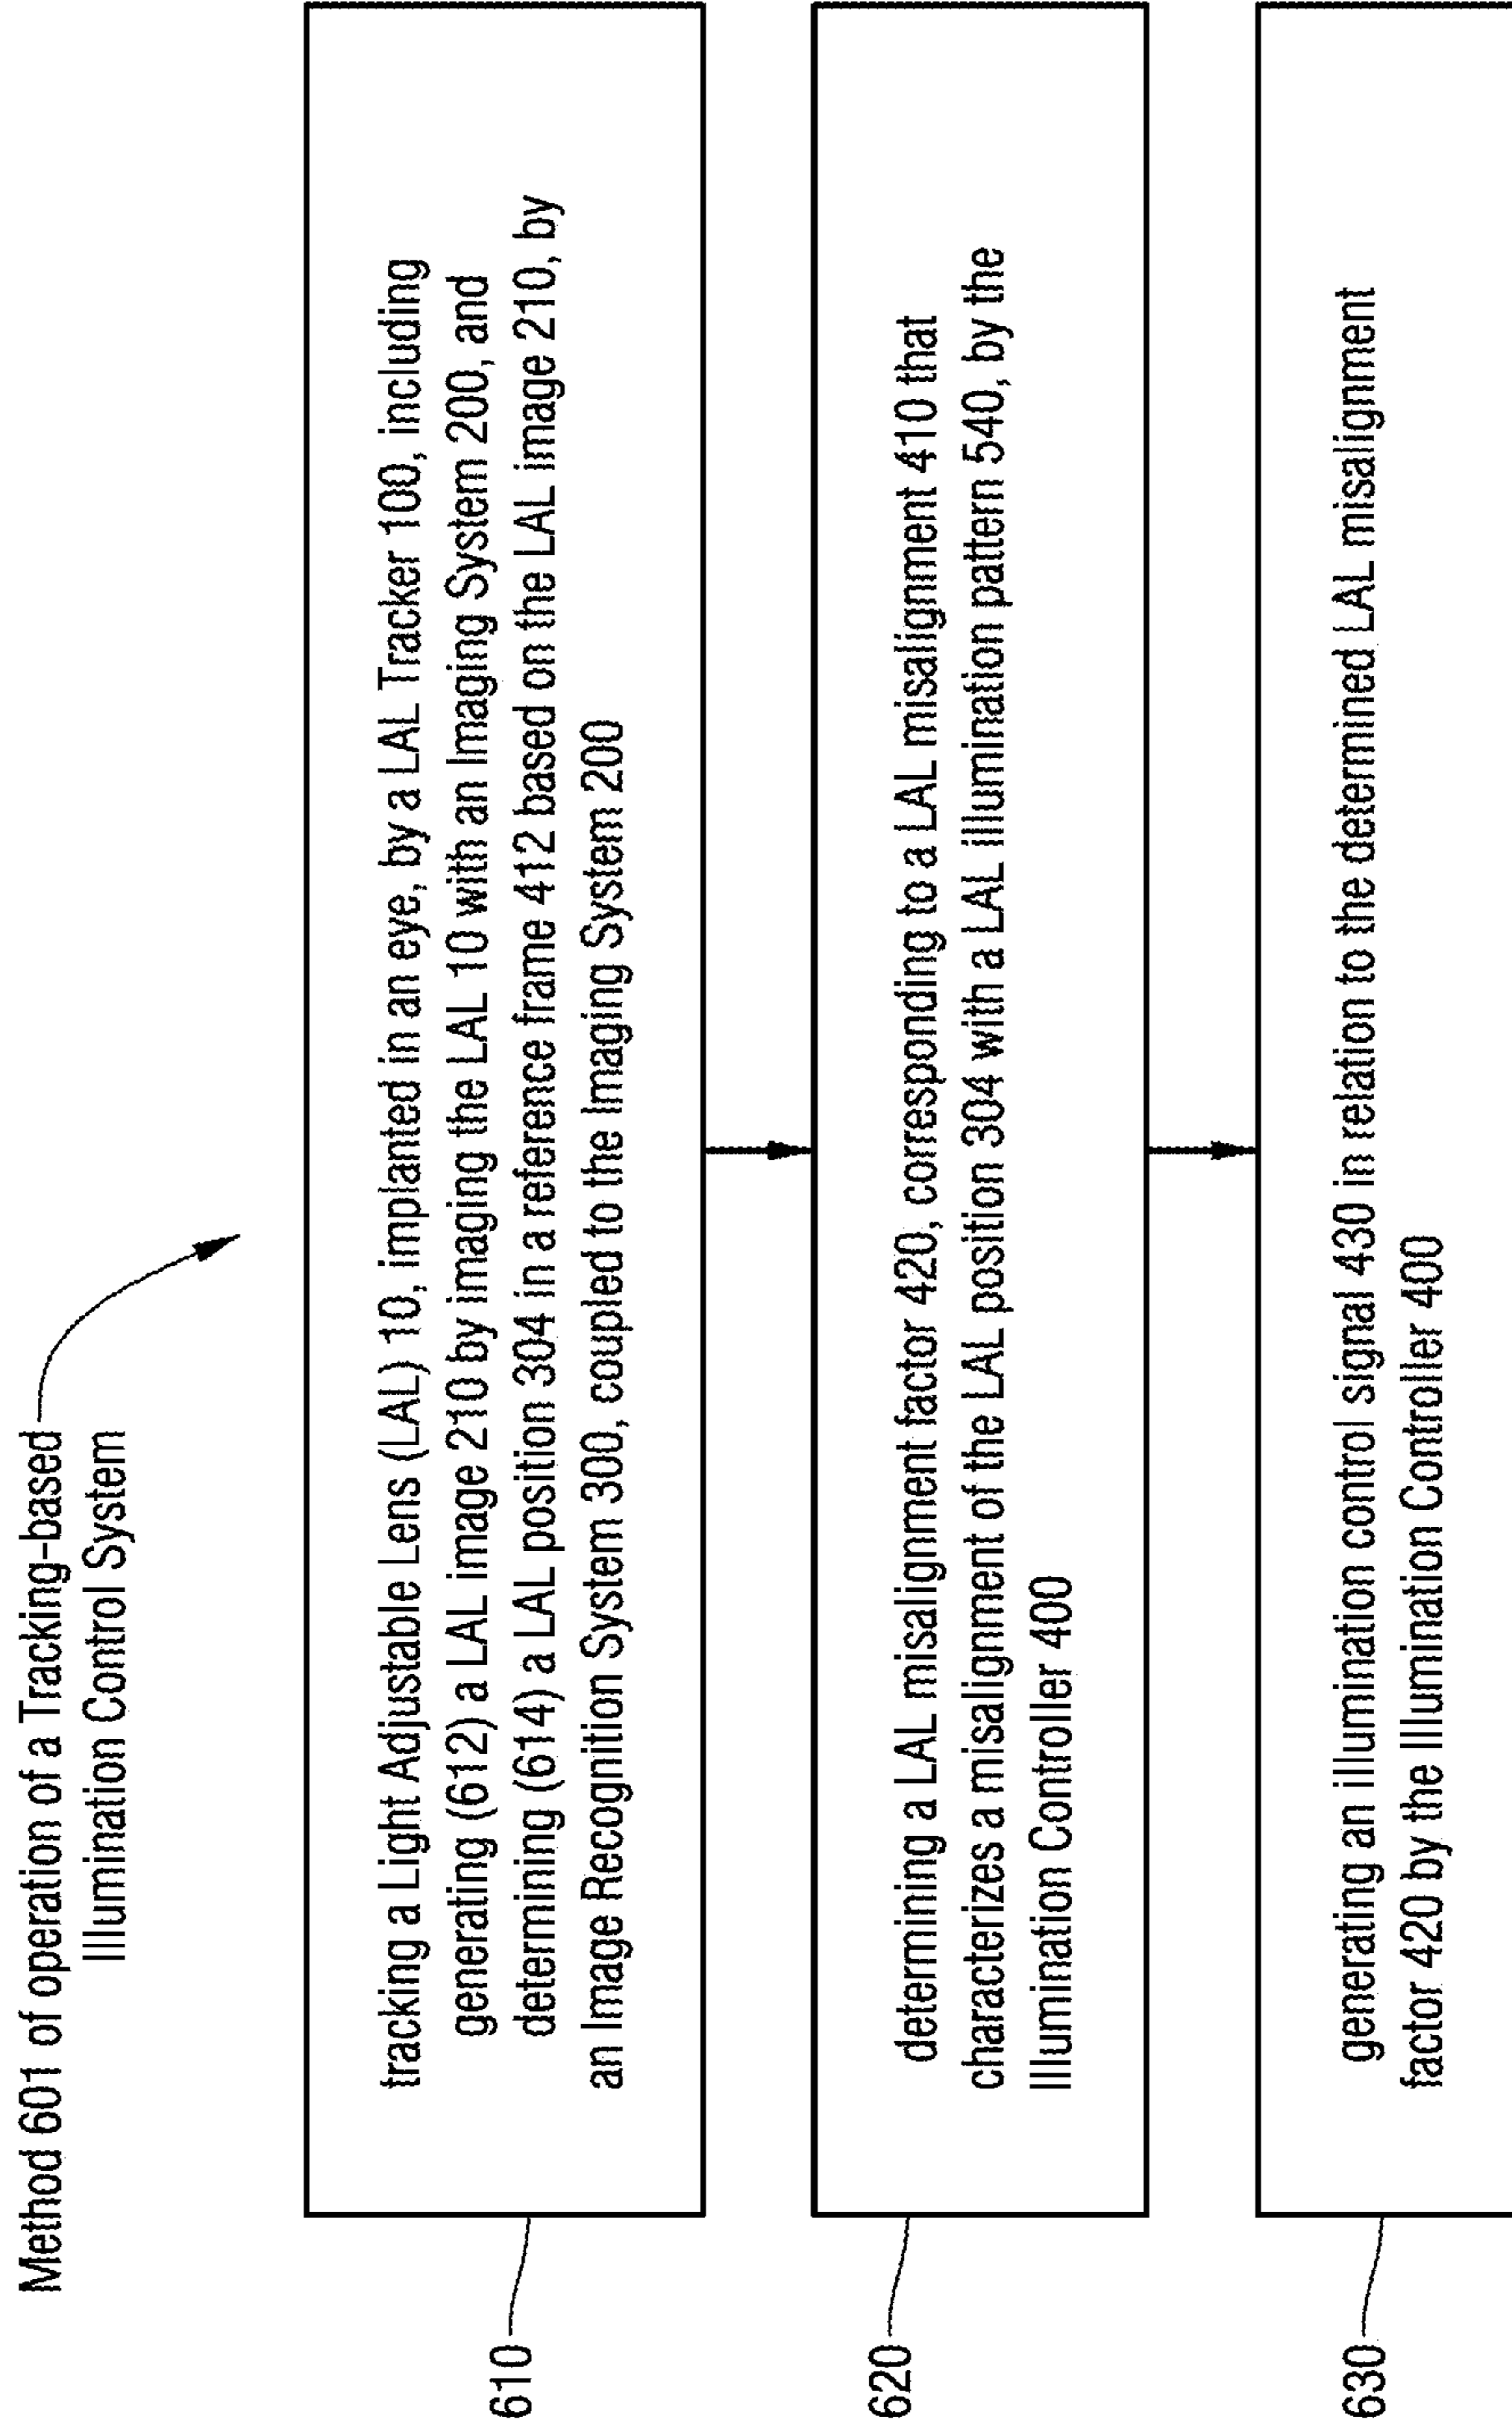 Method 601 of operation of a Tracking-based
Illumination Control System
610
tracking a Light Adjustable Lens (LAL) 10, implanted in an eye, by a LAL Tracker 100, including
generating (612) a LAL image 210 by imaging the LAL 10 with an Imaging System 200, and
determining (614) a LAL position 304 in a reference frame 412 based on the LAL image 210, by
an Image Recognition System 300, coupled to the Imaging System 200
620
determining a LAL misalignment factor 420, corresponding to a LAL misalignment 410 that
characterizes a misalignment of the LAL position 304 with a LAL illumination pattern 540, by the
Illumination Controller 400
630
generating an illumination control signal 430 in relation to the determined LAL misalignment
factor 420 by the Illumination Controller 400